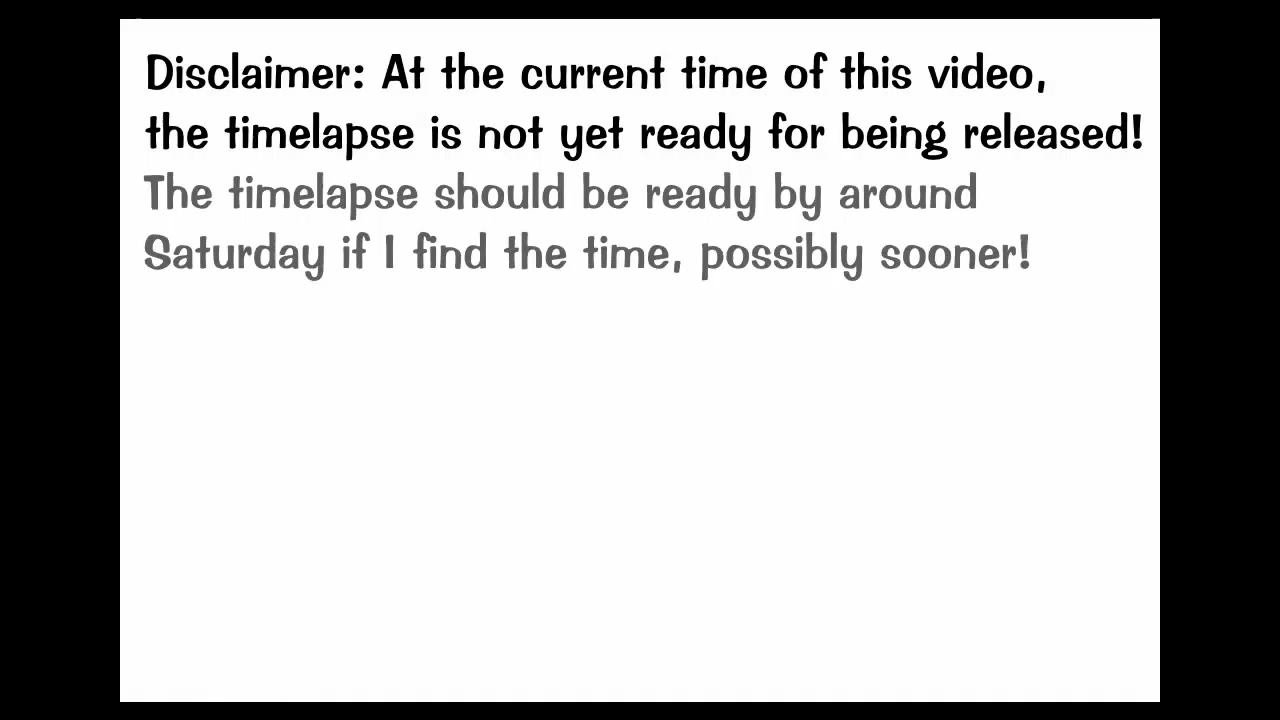 Disclaimer: At the current time of this video,
the timelapse is not yet ready for being released!
The timelapse should be ready by around
Saturday if I find the time, possibly sooner!